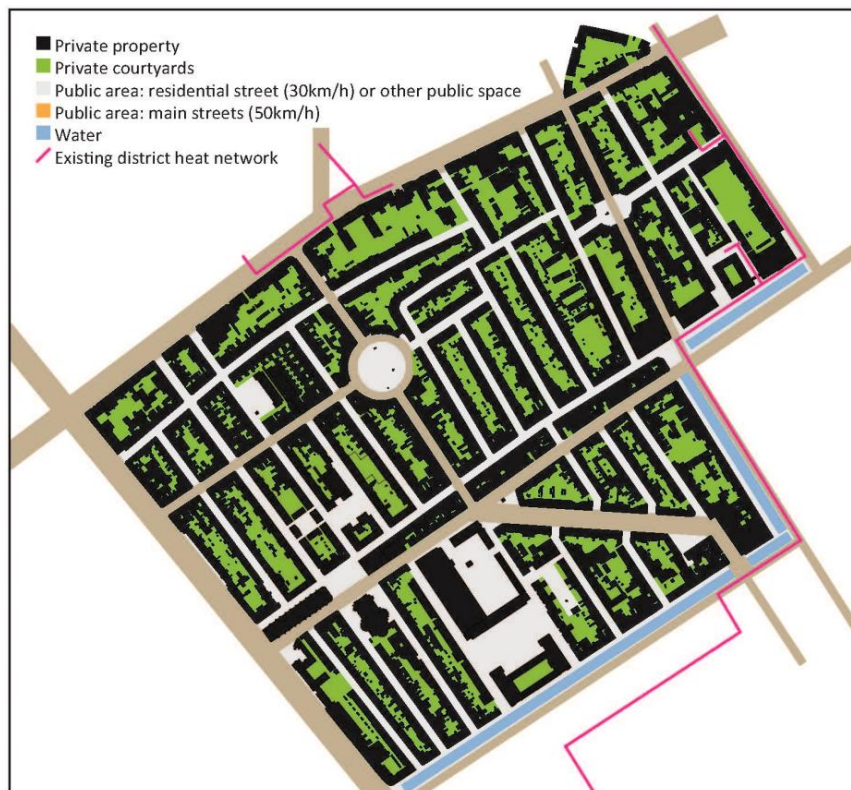 Private property
Private courtyards
Public area: residential street (30km/h) or other public space
Public area: main streets (50km/h)
Water
Existing district heat network